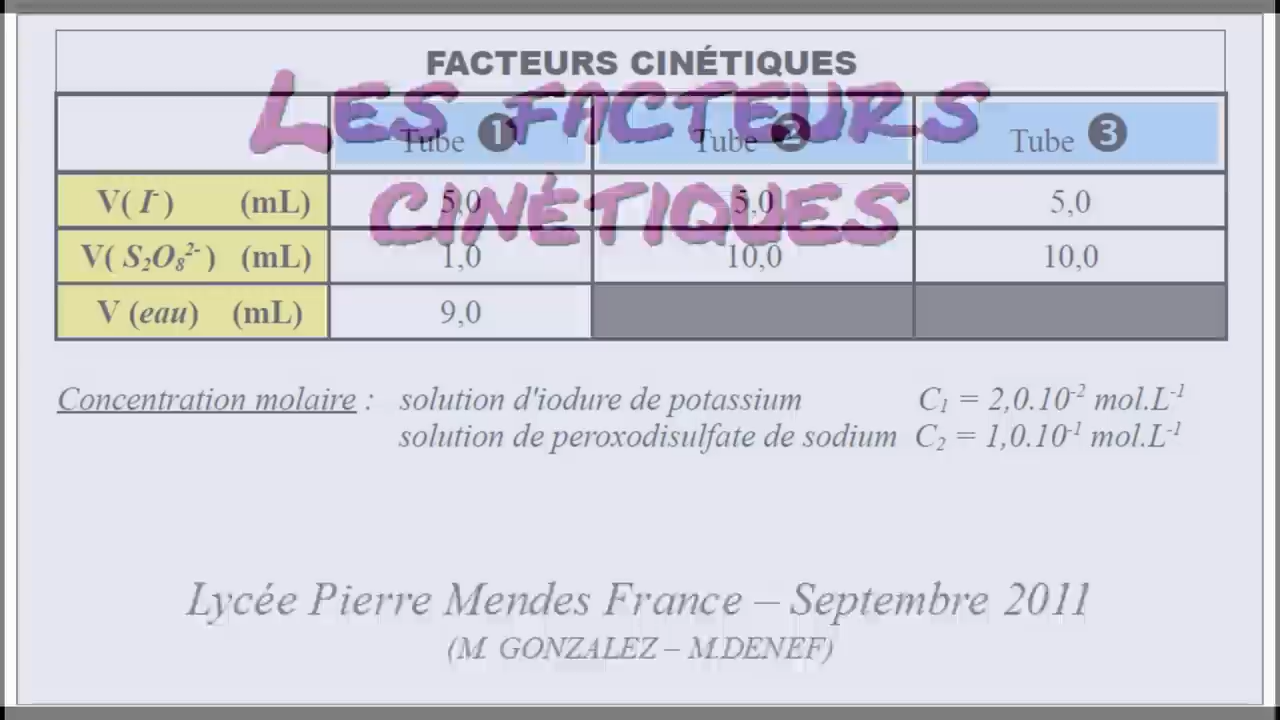 FACTEURS CINÉTIQUES
LES FACTEURS
CINÉTIQUES
Tube ❶ Tube ❷ Tube ❸
V( I⁻ ) (mL) 5,0 5,0 5,0
V( S₂O₈²⁻ ) (mL) 1,0 10,0 10,0
V (eau) (mL) 9,0
Concentration molaire : solution d'iodure de potassium C₁ = 2,0.10⁻² mol.L⁻¹
solution de peroxodisulfate de sodium C₂ = 1,0.10⁻¹ mol.L⁻¹
Lycée Pierre Mendes France – Septembre 2011
(M. GONZALEZ – M.DENEF)